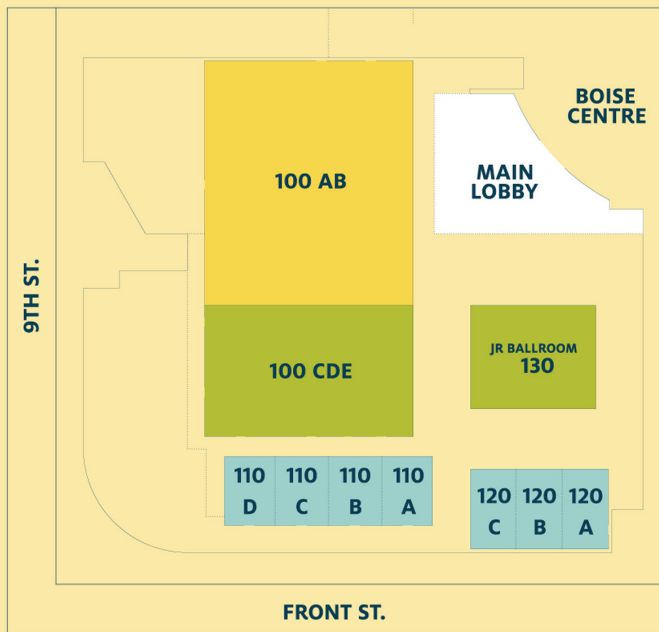 BOISE
CENTRE
MAIN
LOBBY
100 AB
9TH ST.
JR BALLROOM
130
100 CDE
110 110 110 110
D C B A
120 120 120
C B A
FRONT ST.